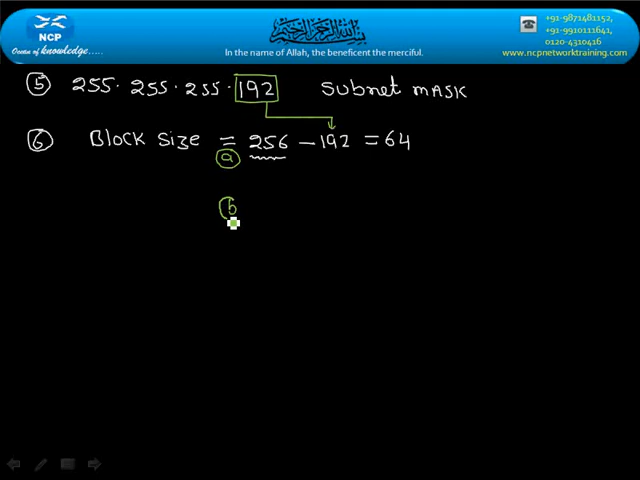 NCP
Ocean of knowledge.....
بسم الله الرحمن الرحيم
In the name of Allah, the beneficent the merciful.
+91-9871481152,
+91-9910111641,
0120-4310416
www.ncpnetworktraining.com
5 255. 255. 255. 192 Subnet MASK
6 Block Size = 256 - 192 = 64
a
b